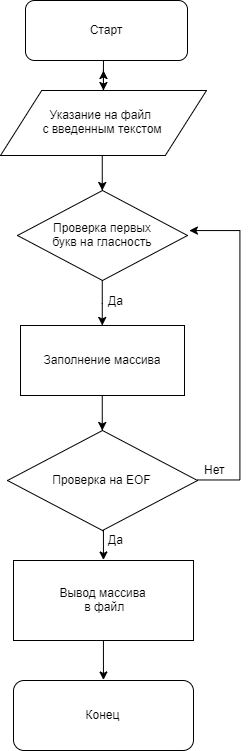 Старт
Указание на файл
с введенным текстом
Проверка первых
букв на гласность
Да
Заполнение массива
Проверка на EOF
Нет
Да
Вывод массива
в файл
Конец